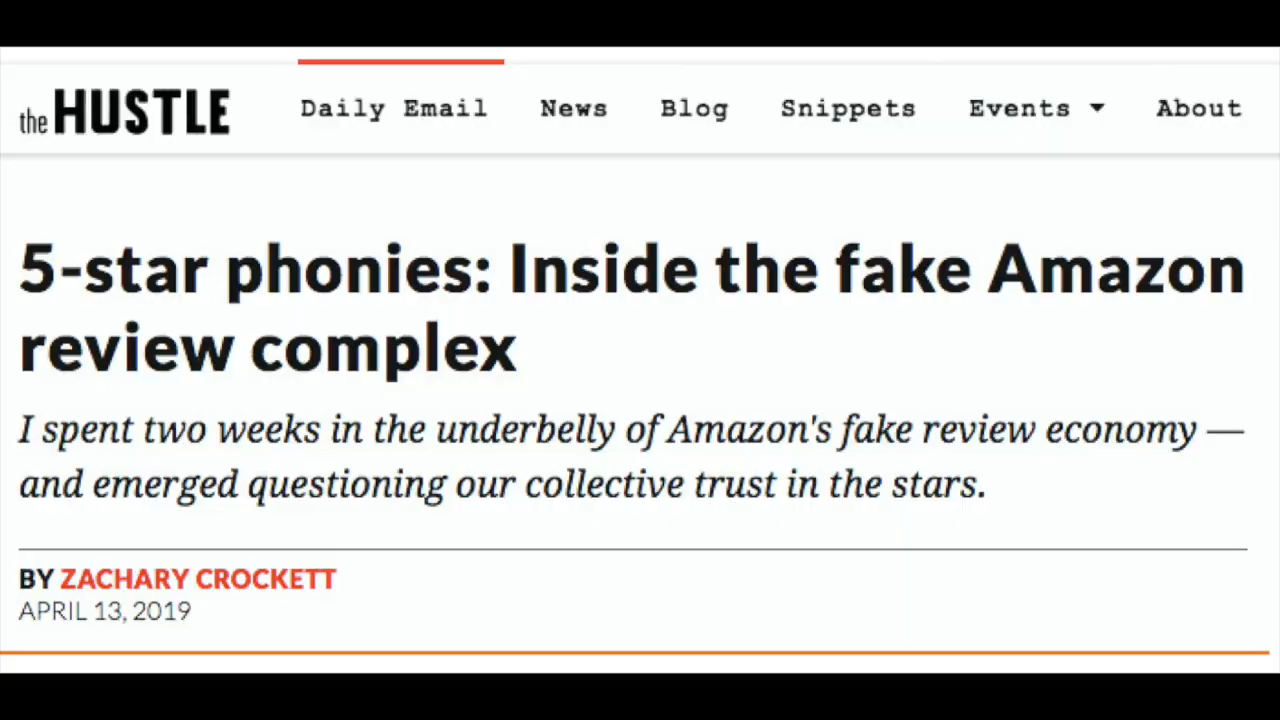 the HUSTLE Daily Email News Blog Snippets Events About
5-star phonies: Inside the fake Amazon
review complex
I spent two weeks in the underbelly of Amazon's fake review economy —
and emerged questioning our collective trust in the stars.
BY ZACHARY CROCKETT
APRIL 13, 2019